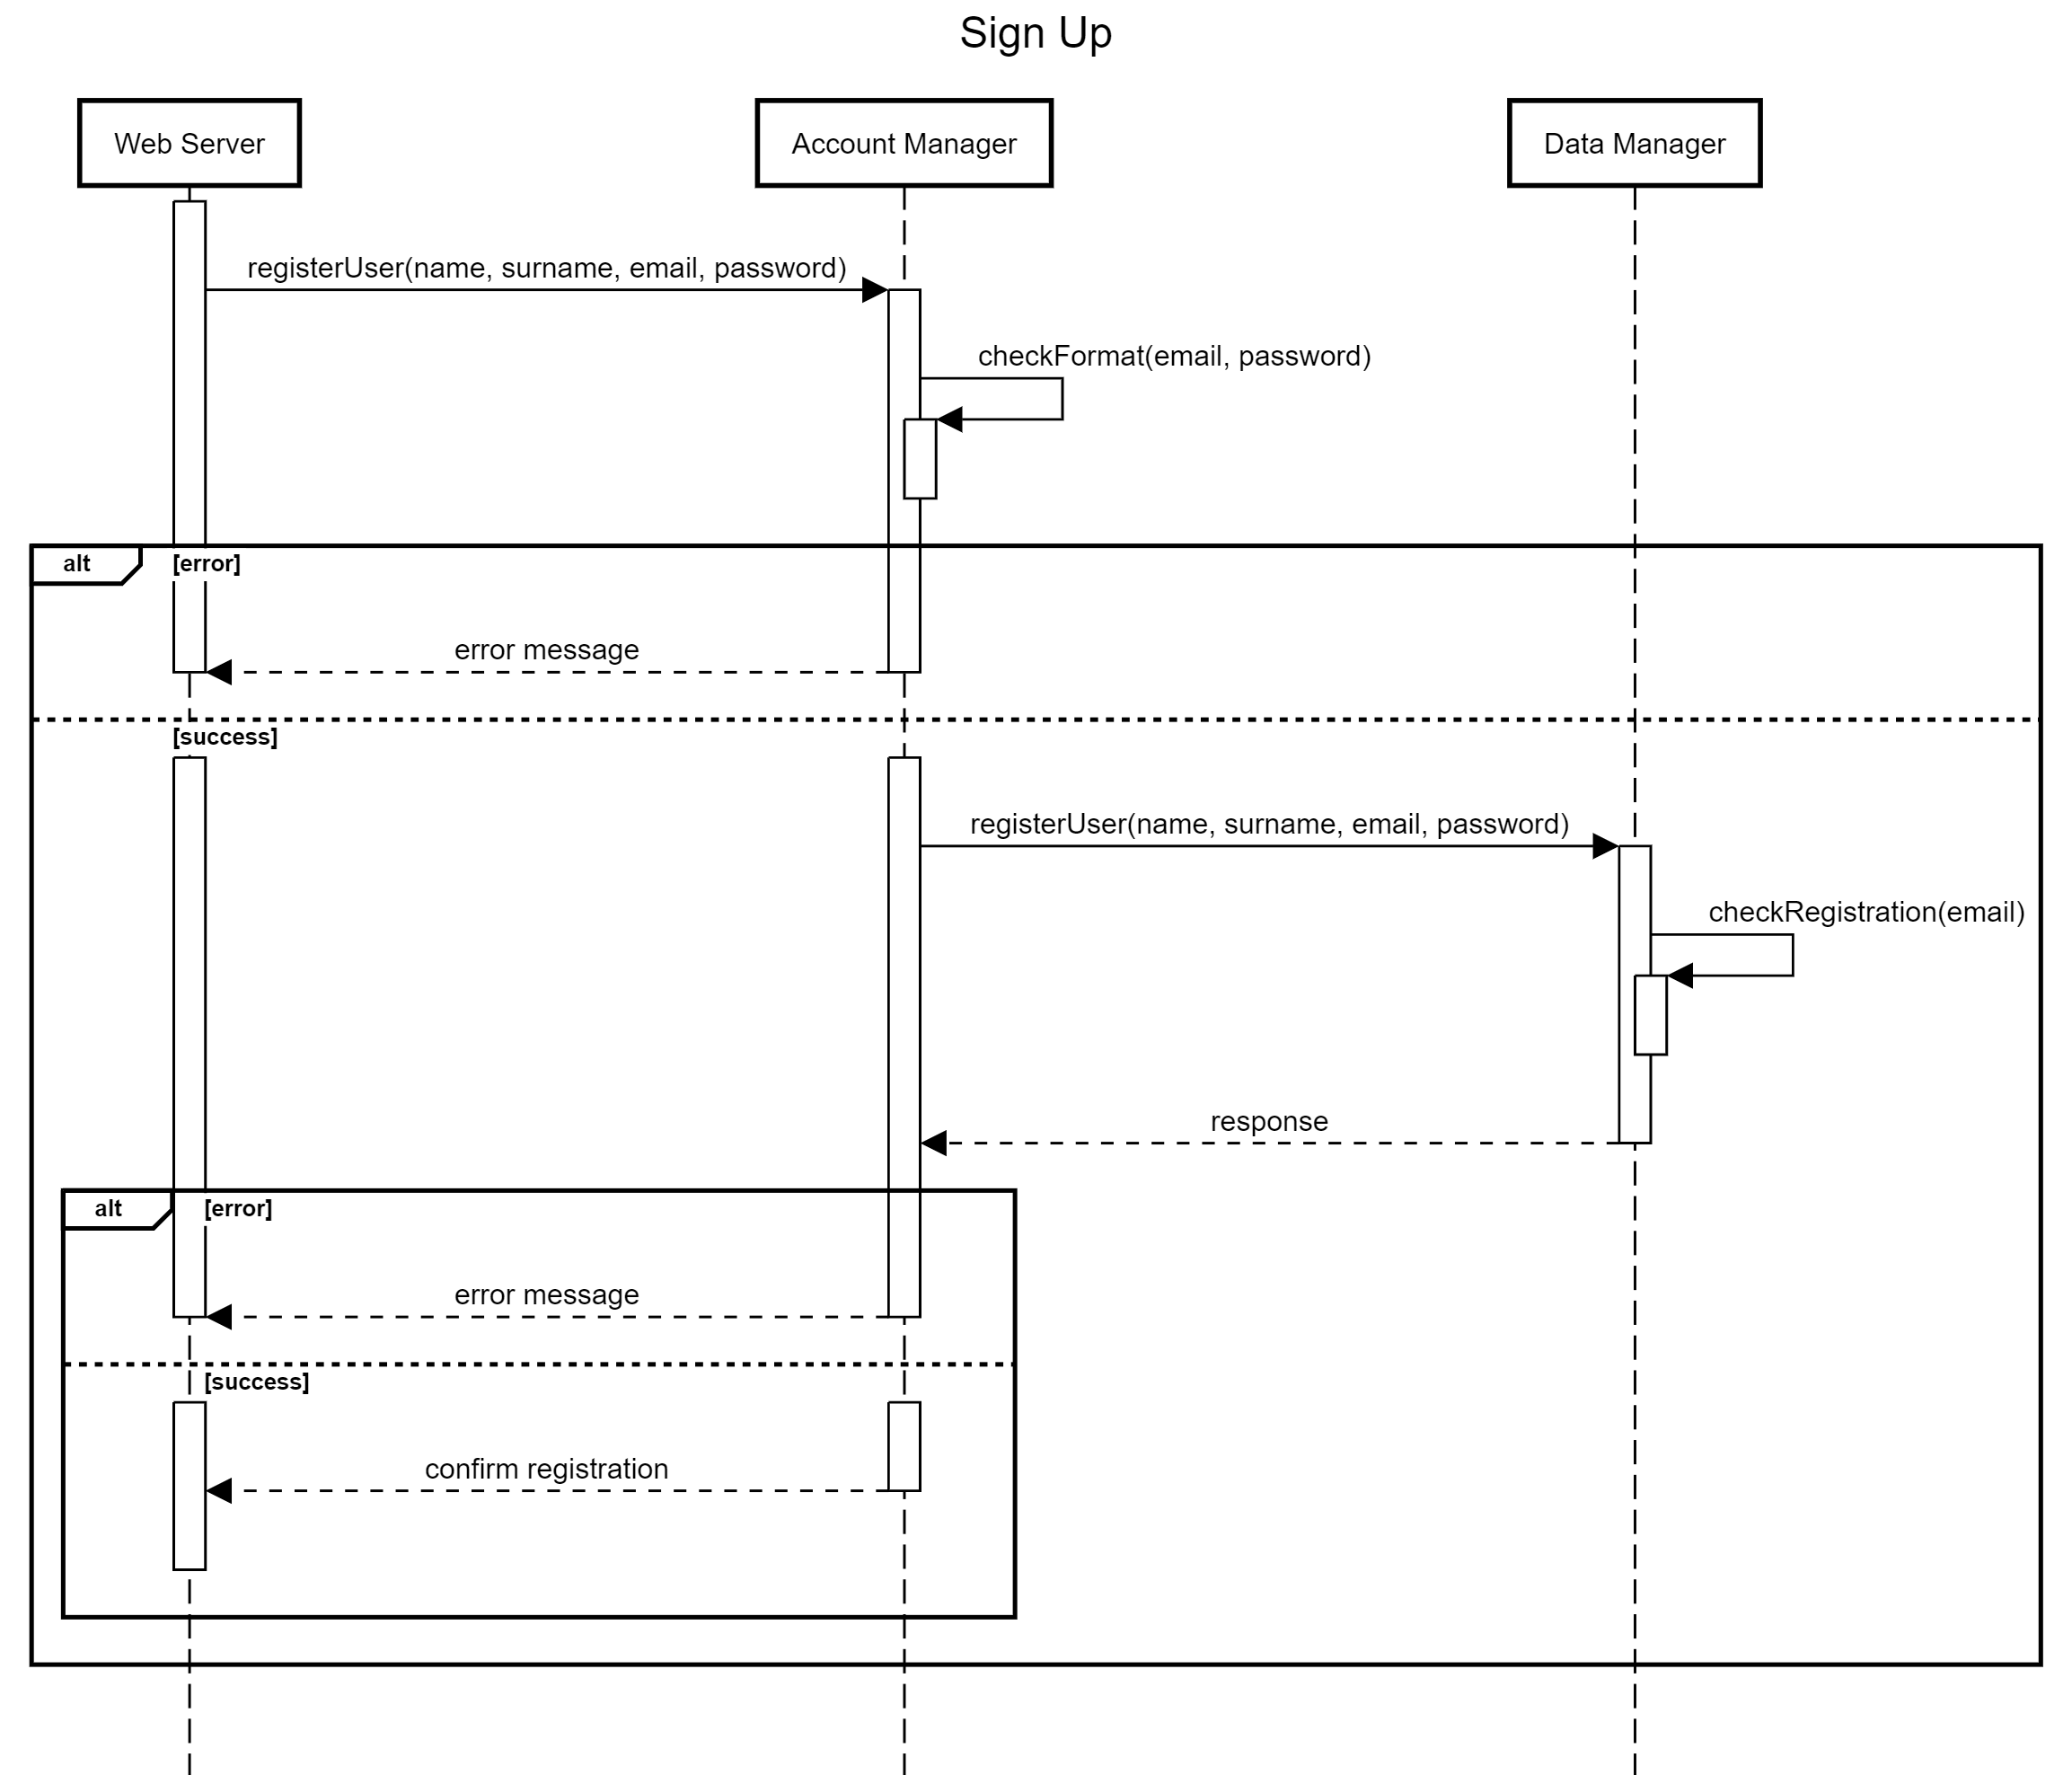 Sign Up
Web Server
Account Manager
Data Manager
registerUser(name, surname, email, password)
checkFormat(email, password)
alt
[error]
error message
[success]
registerUser(name, surname, email, password)
checkRegistration(email)
response
alt
[error]
error message
[success]
confirm registration